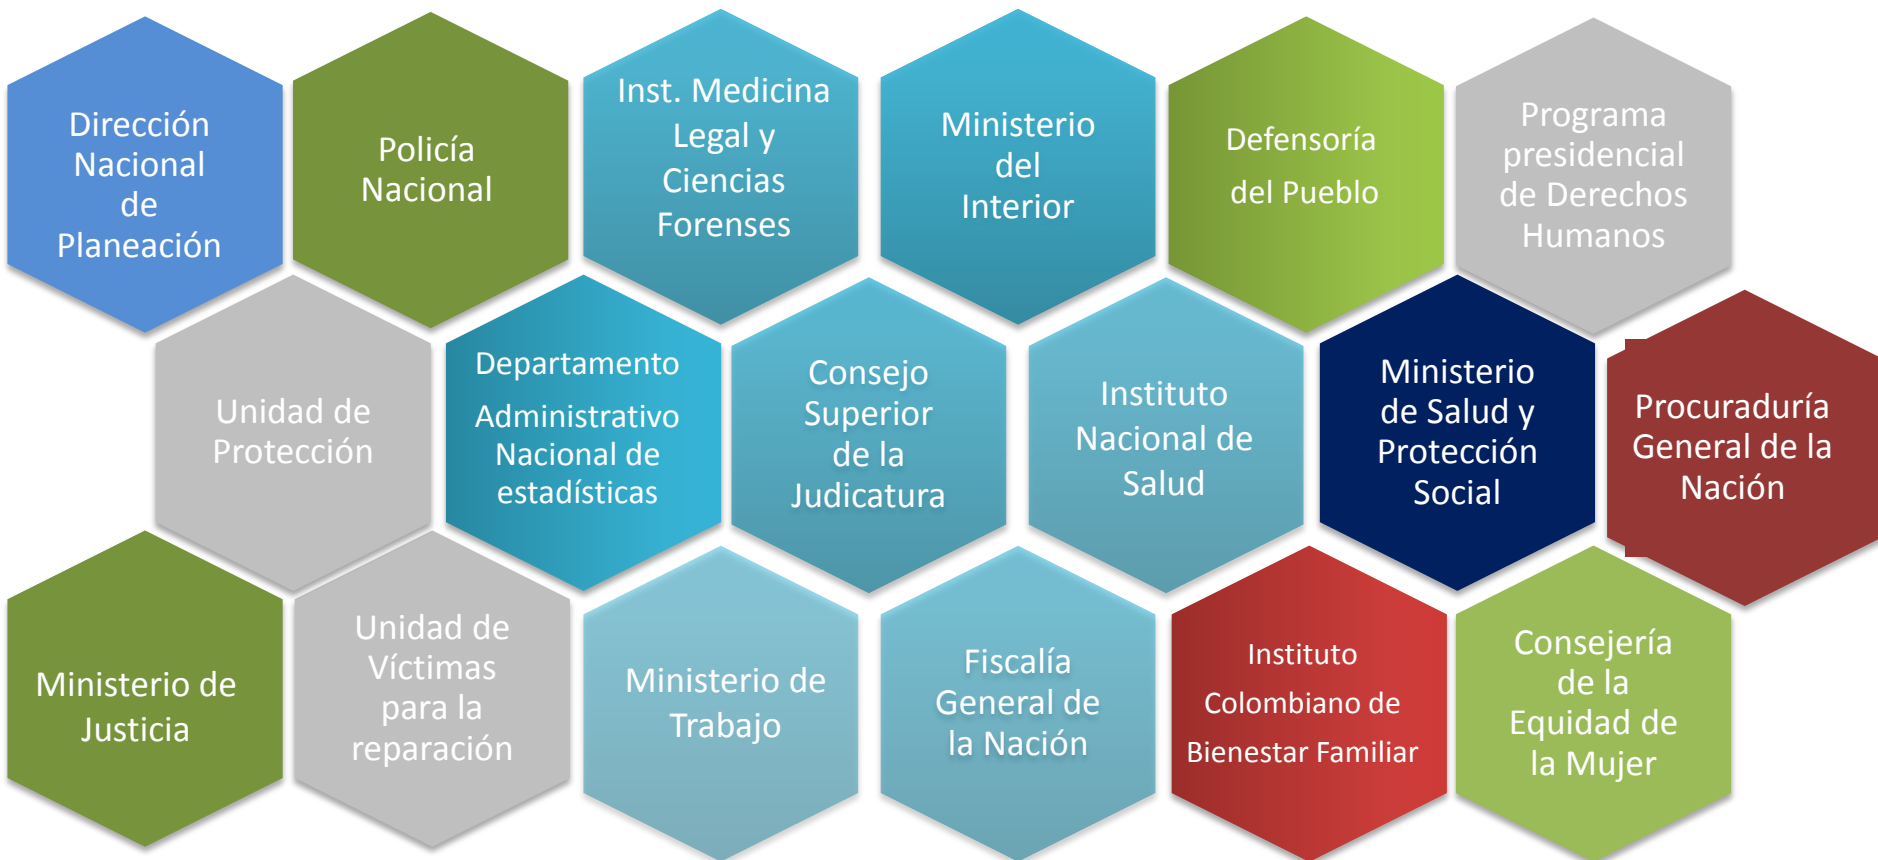 Dirección
Nacional
de
Planeación
Policía
Nacional
Inst. Medicina
Legal y
Ciencias
Forenses
Ministerio
del
Interior
Defensoría
del Pueblo
Programa
presidencial
de Derechos
Humanos
Unidad de
Protección
Departamento
Administrativo
Nacional de
estadísticas
Consejo
Superior
de la
Judicatura
Instituto
Nacional de
Salud
Ministerio
de Salud y
Protección
Social
Procuraduría
General de la
Nación
Ministerio de
Justicia
Unidad de
Víctimas
para la
reparación
Ministerio de
Trabajo
Fiscalía
General de
la Nación
Instituto
Colombiano de
Bienestar Familiar
Consejería
de la
Equidad de
la Mujer